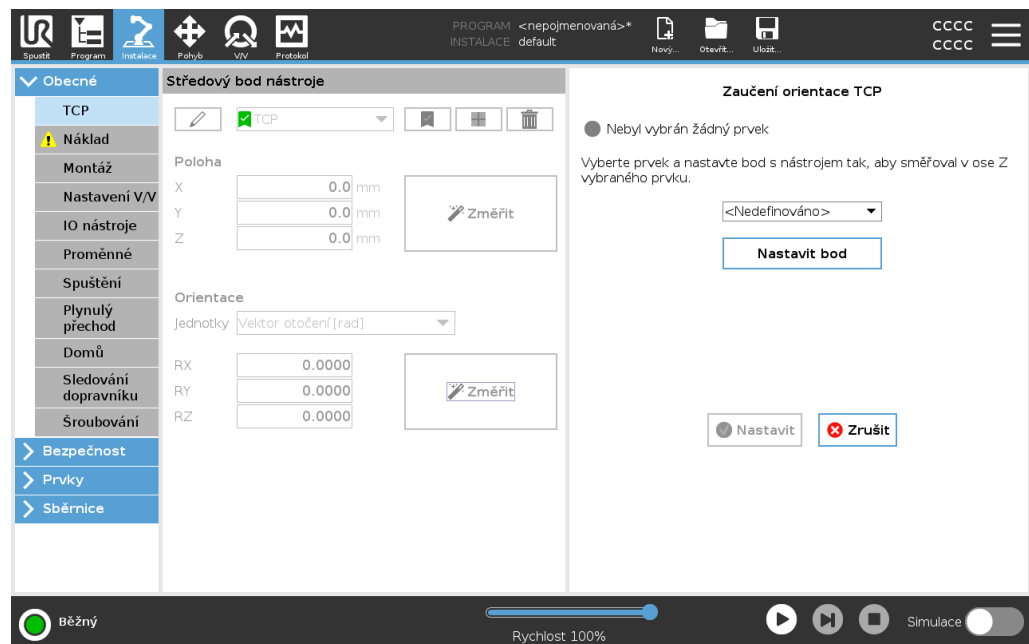 PROGRAM <nepojmenovaná>*
INSTALACE default
Spustit
Program
Instalace
Pohyb
V/V
Protokol
Nový...
Otevřít...
Uložit...
CCCC
CCCC
Obecné
TCP
Náklad
Montáž
Nastavení V/V
IO nástroje
Proměnné
Spuštění
Plynulý
přechod
Domů
Sledování
dopravníku
Šroubování
Bezpečnost
Prvky
Sběrnice
Středový bod nástroje
TCP
Poloha
X 0.0 mm
Y 0.0 mm
Z 0.0 mm
Změřit
Orientace
Jednotky Vektor otočení [rad]
RX 0.0000
RY 0.0000
RZ 0.0000
Změřit
Zaučení orientace TCP
Nebyl vybrán žádný prvek
Vyberte prvek a nastavte bod s nástrojem tak, aby směřoval v ose Z
vybraného prvku.
<Nedefinováno>
Nastavit bod
Nastavit
Zrušit
Běžný
Rychlost 100%
Simulace